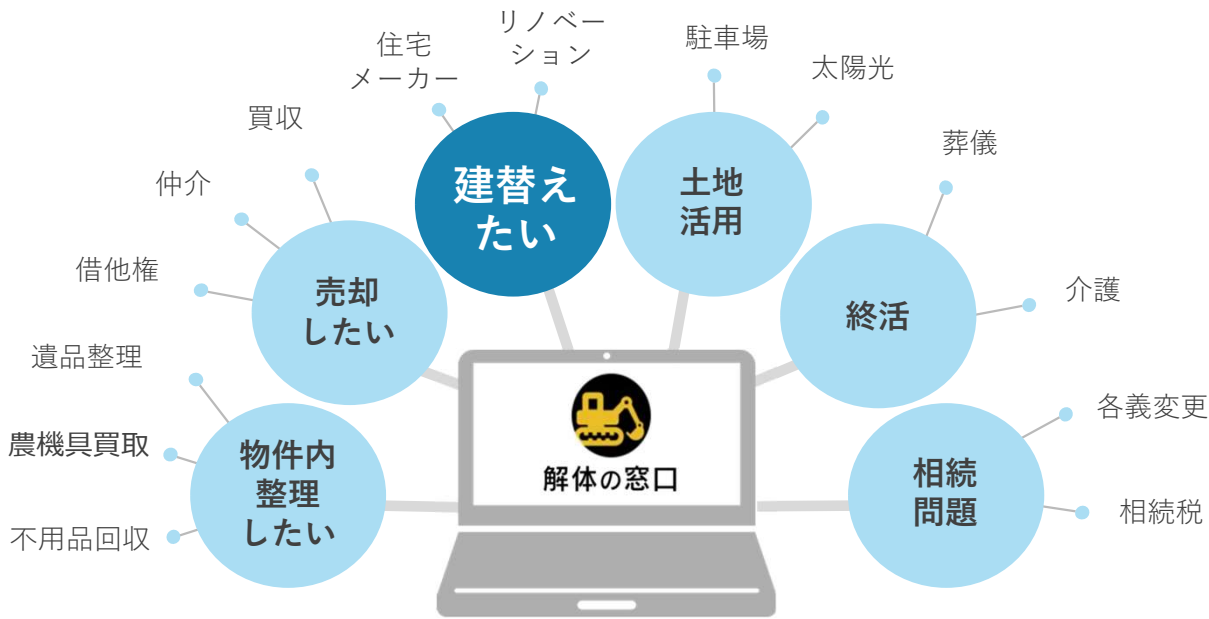 リノベー
ション
住宅
メーカー
駐車場
太陽光
買収
葬儀
仲介
建替え
たい
土地
活用
借他権
売却
したい
終活
介護
遺品整理
農機具買取
不用品回収
物件内
整理
したい
解体の窓口
相続
問題
各義変更
相続税